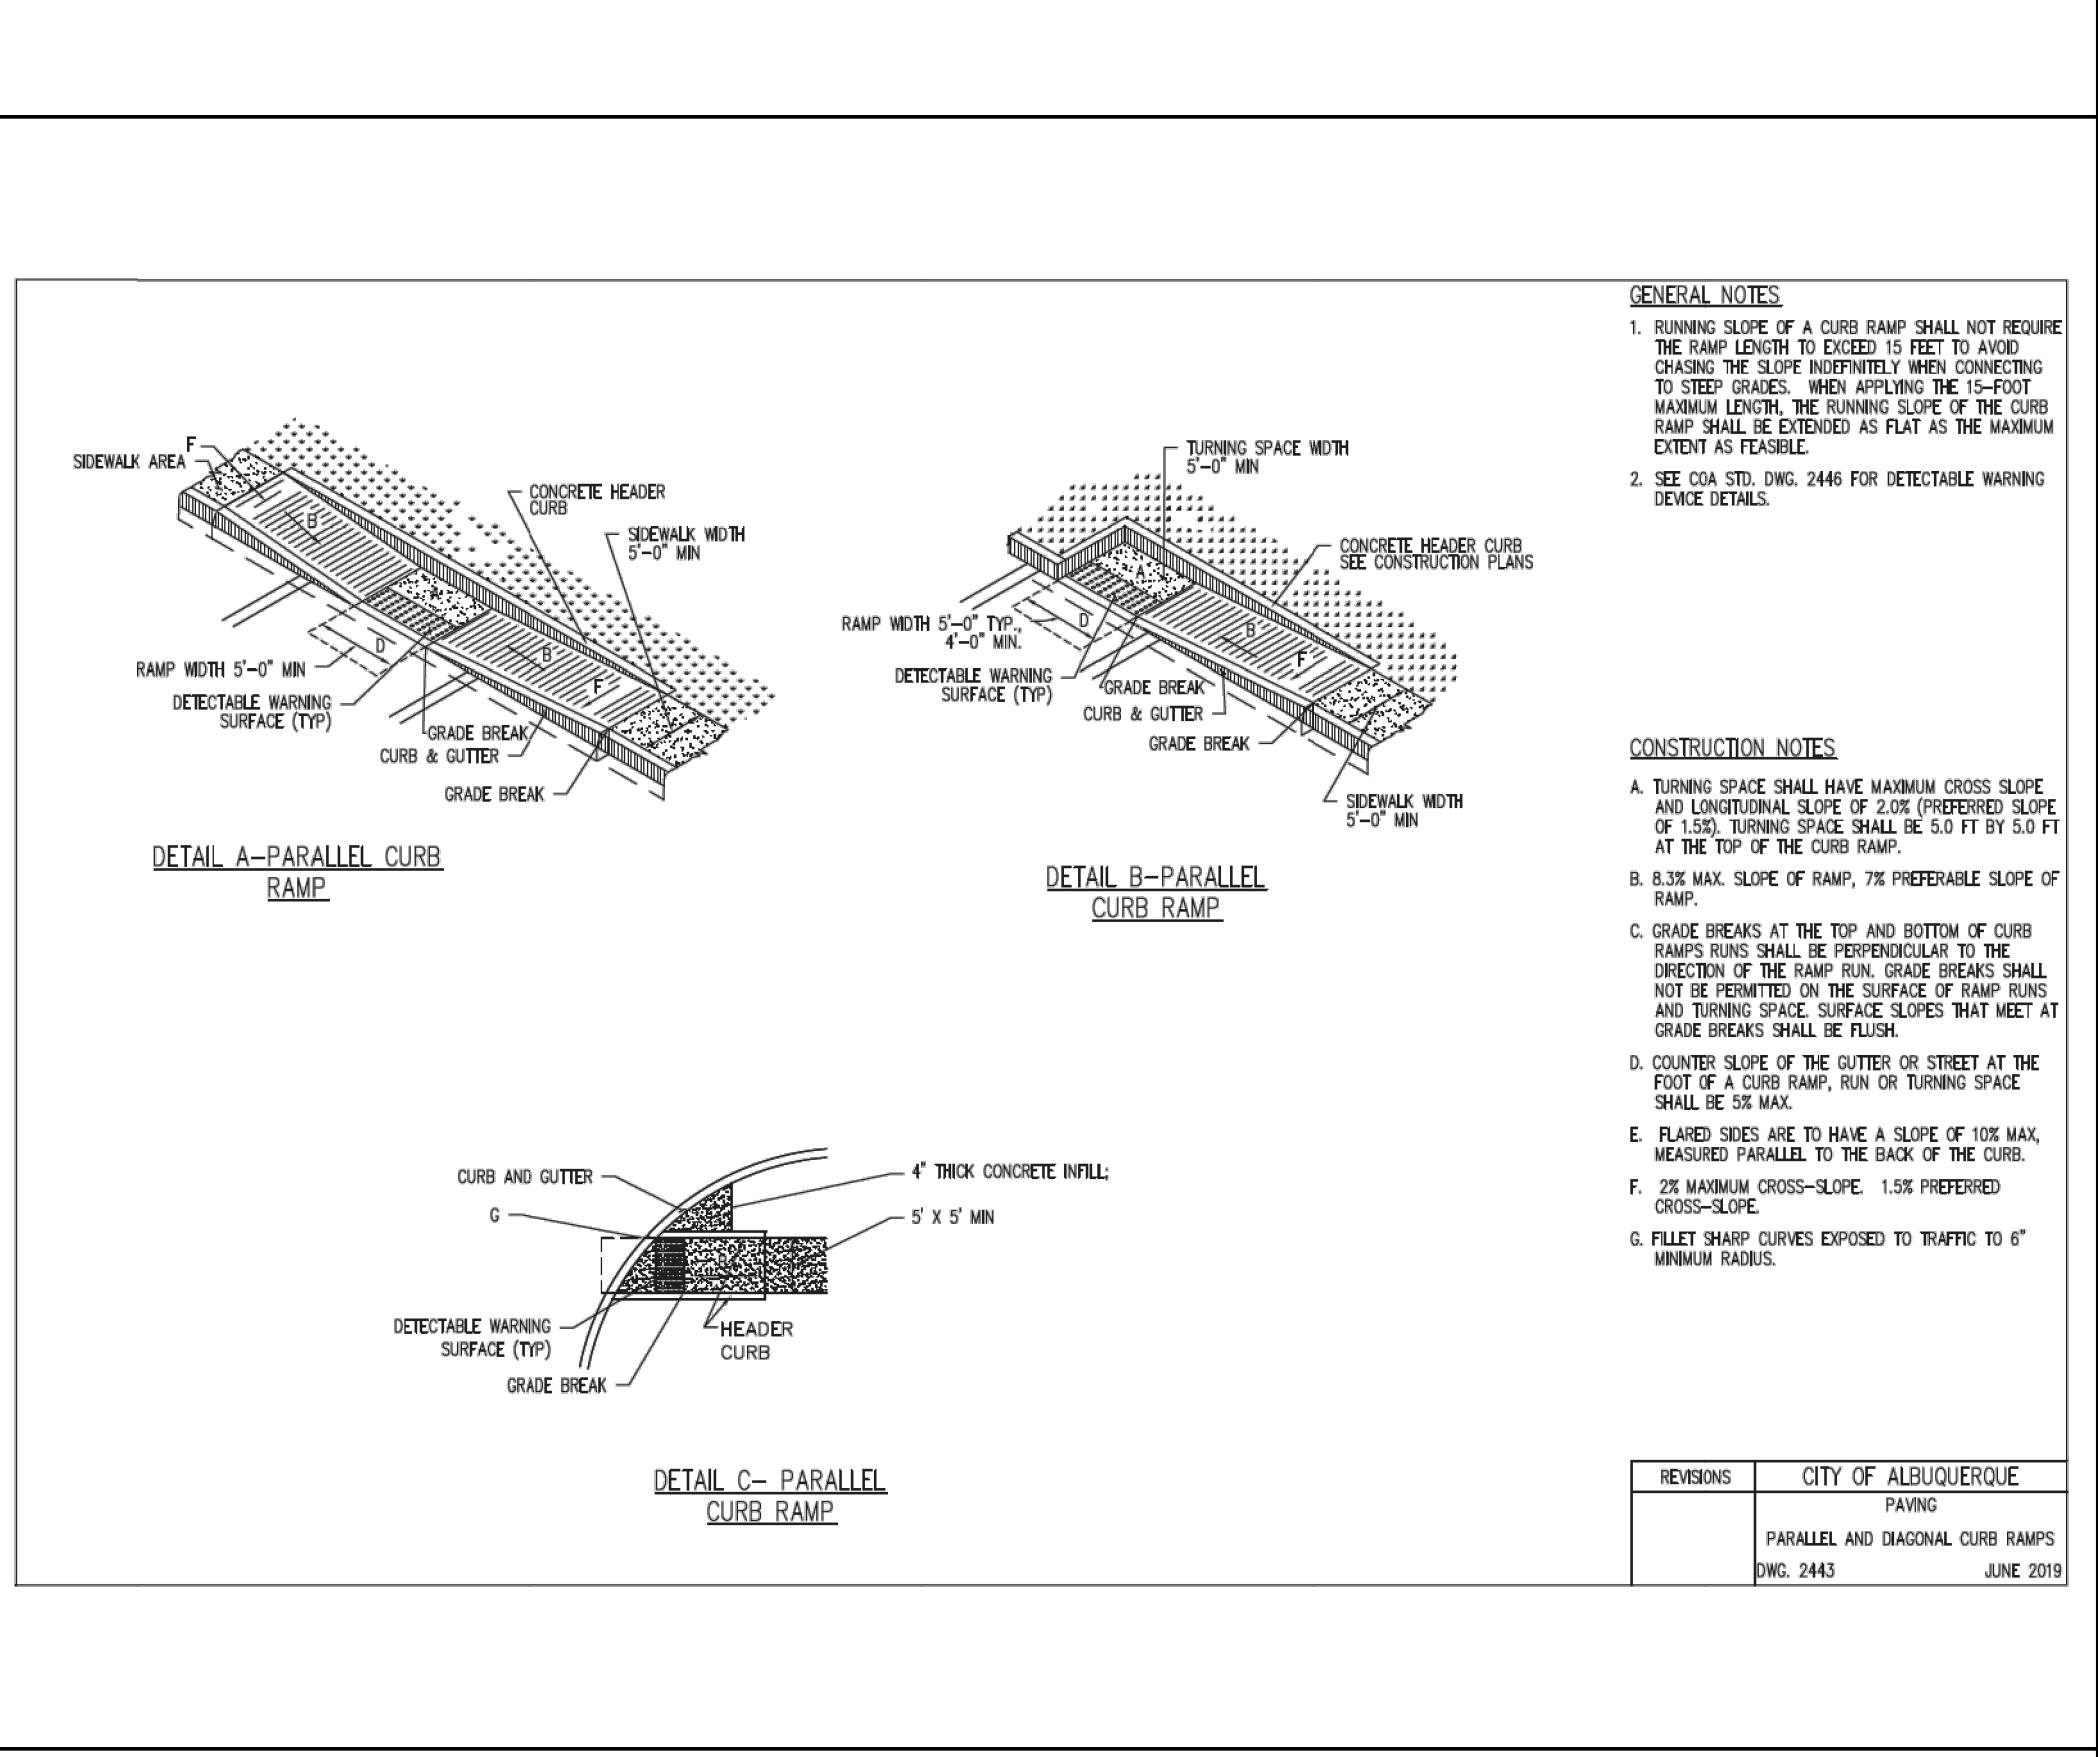 GENERAL NOTES
1. RUNNING SLOPE OF A CURB RAMP SHALL NOT REQUIRE
THE RAMP LENGTH TO EXCEED 15 FEET TO AVOID
CHASING THE SLOPE INDEFINITELY WHEN CONNECTING
TO STEEP GRADES. WHEN APPLYING THE 15-FOOT
MAXIMUM LENGTH, THE RUNNING SLOPE OF THE CURB
RAMP SHALL BE EXTENDED AS FLAT AS THE MAXIMUM
EXTENT AS FEASIBLE.
2. SEE COA STD. DWG. 2446 FOR DETECTABLE WARNING
DEVICE DETAILS.
F
SIDEWALK AREA
B
CONCRETE HEADER
CURB
SIDEWALK WIDTH
5'-0" MIN
A
D
B
F
RAMP WIDTH 5'-0" MIN
DETECTABLE WARNING
SURFACE (TYP)
GRADE BREAK
CURB & GUTTER
GRADE BREAK
DETAIL A-PARALLEL CURB
RAMP
TURNING SPACE WIDTH
5'-0" MIN
CONCRETE HEADER CURB
SEE CONSTRUCTION PLANS
A
RAMP WIDTH 5'-0" TYP.,
4'-0" MIN.
D
B
F
DETECTABLE WARNING
SURFACE (TYP)
GRADE BREAK
CURB & GUTTER
GRADE BREAK
SIDEWALK WIDTH
5'-0" MIN
DETAIL B-PARALLEL
CURB RAMP
CONSTRUCTION NOTES
A. TURNING SPACE SHALL HAVE MAXIMUM CROSS SLOPE
AND LONGITUDINAL SLOPE OF 2.0% (PREFERRED SLOPE
OF 1.5%). TURNING SPACE SHALL BE 5.0 FT BY 5.0 FT
AT THE TOP OF THE CURB RAMP.
B. 8.3% MAX. SLOPE OF RAMP, 7% PREFERABLE SLOPE OF
RAMP.
C. GRADE BREAKS AT THE TOP AND BOTTOM OF CURB
RAMPS RUNS SHALL BE PERPENDICULAR TO THE
DIRECTION OF THE RAMP RUN. GRADE BREAKS SHALL
NOT BE PERMITTED ON THE SURFACE OF RAMP RUNS
AND TURNING SPACE. SURFACE SLOPES THAT MEET AT
GRADE BREAKS SHALL BE FLUSH.
D. COUNTER SLOPE OF THE GUTTER OR STREET AT THE
FOOT OF A CURB RAMP, RUN OR TURNING SPACE
SHALL BE 5% MAX.
E. FLARED SIDES ARE TO HAVE A SLOPE OF 10% MAX,
MEASURED PARALLEL TO THE BACK OF THE CURB.
F. 2% MAXIMUM CROSS-SLOPE. 1.5% PREFERRED
CROSS-SLOPE.
G. FILLET SHARP CURVES EXPOSED TO TRAFFIC TO 6"
MINIMUM RADIUS.
CURB AND GUTTER
G
4" THICK CONCRETE INFILL;
5' X 5' MIN
DETECTABLE WARNING
SURFACE (TYP)
HEADER
CURB
GRADE BREAK
DETAIL C- PARALLEL
CURB RAMP
REVISIONS
CITY OF ALBUQUERQUE
PAVING
PARALLEL AND DIAGONAL CURB RAMPS
DWG. 2443 JUNE 2019